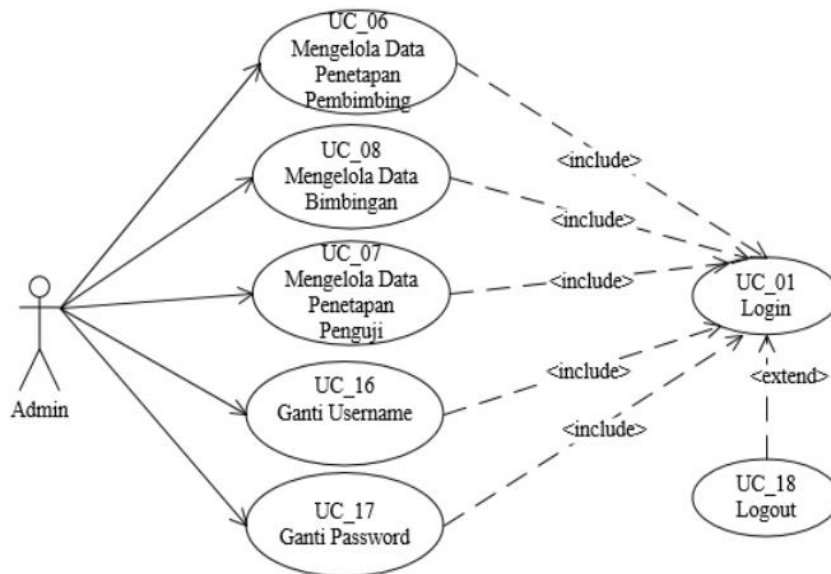 UC_06
Mengelola Data
Penetapan
Pembimbing
<include>
UC_08
Mengelola Data
Bimbingan
<include>
UC_07
Mengelola Data
Penetapan
Penguji
<include>
UC_01
Login
Admin
UC_16
Ganti Username
<include>
<extend>
<include>
UC_17
Ganti Password
UC_18
Logout